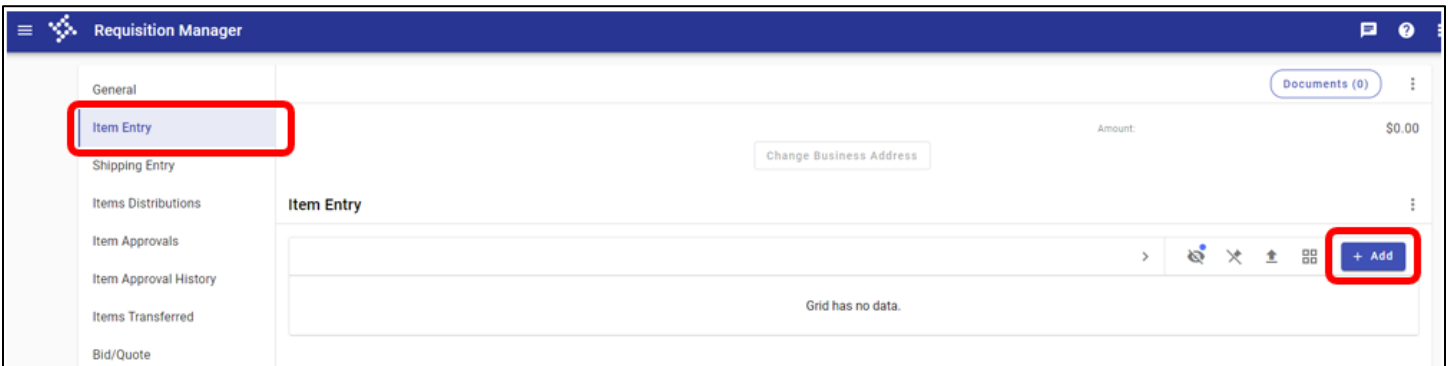 Requisition Manager
General
Documents (0)
Item Entry
Amount:
$0.00
Change Business Address
Shipping Entry
Items Distributions
Item Entry
Item Approvals
+ Add
Item Approval History
Grid has no data.
Items Transferred
Bid/Quote